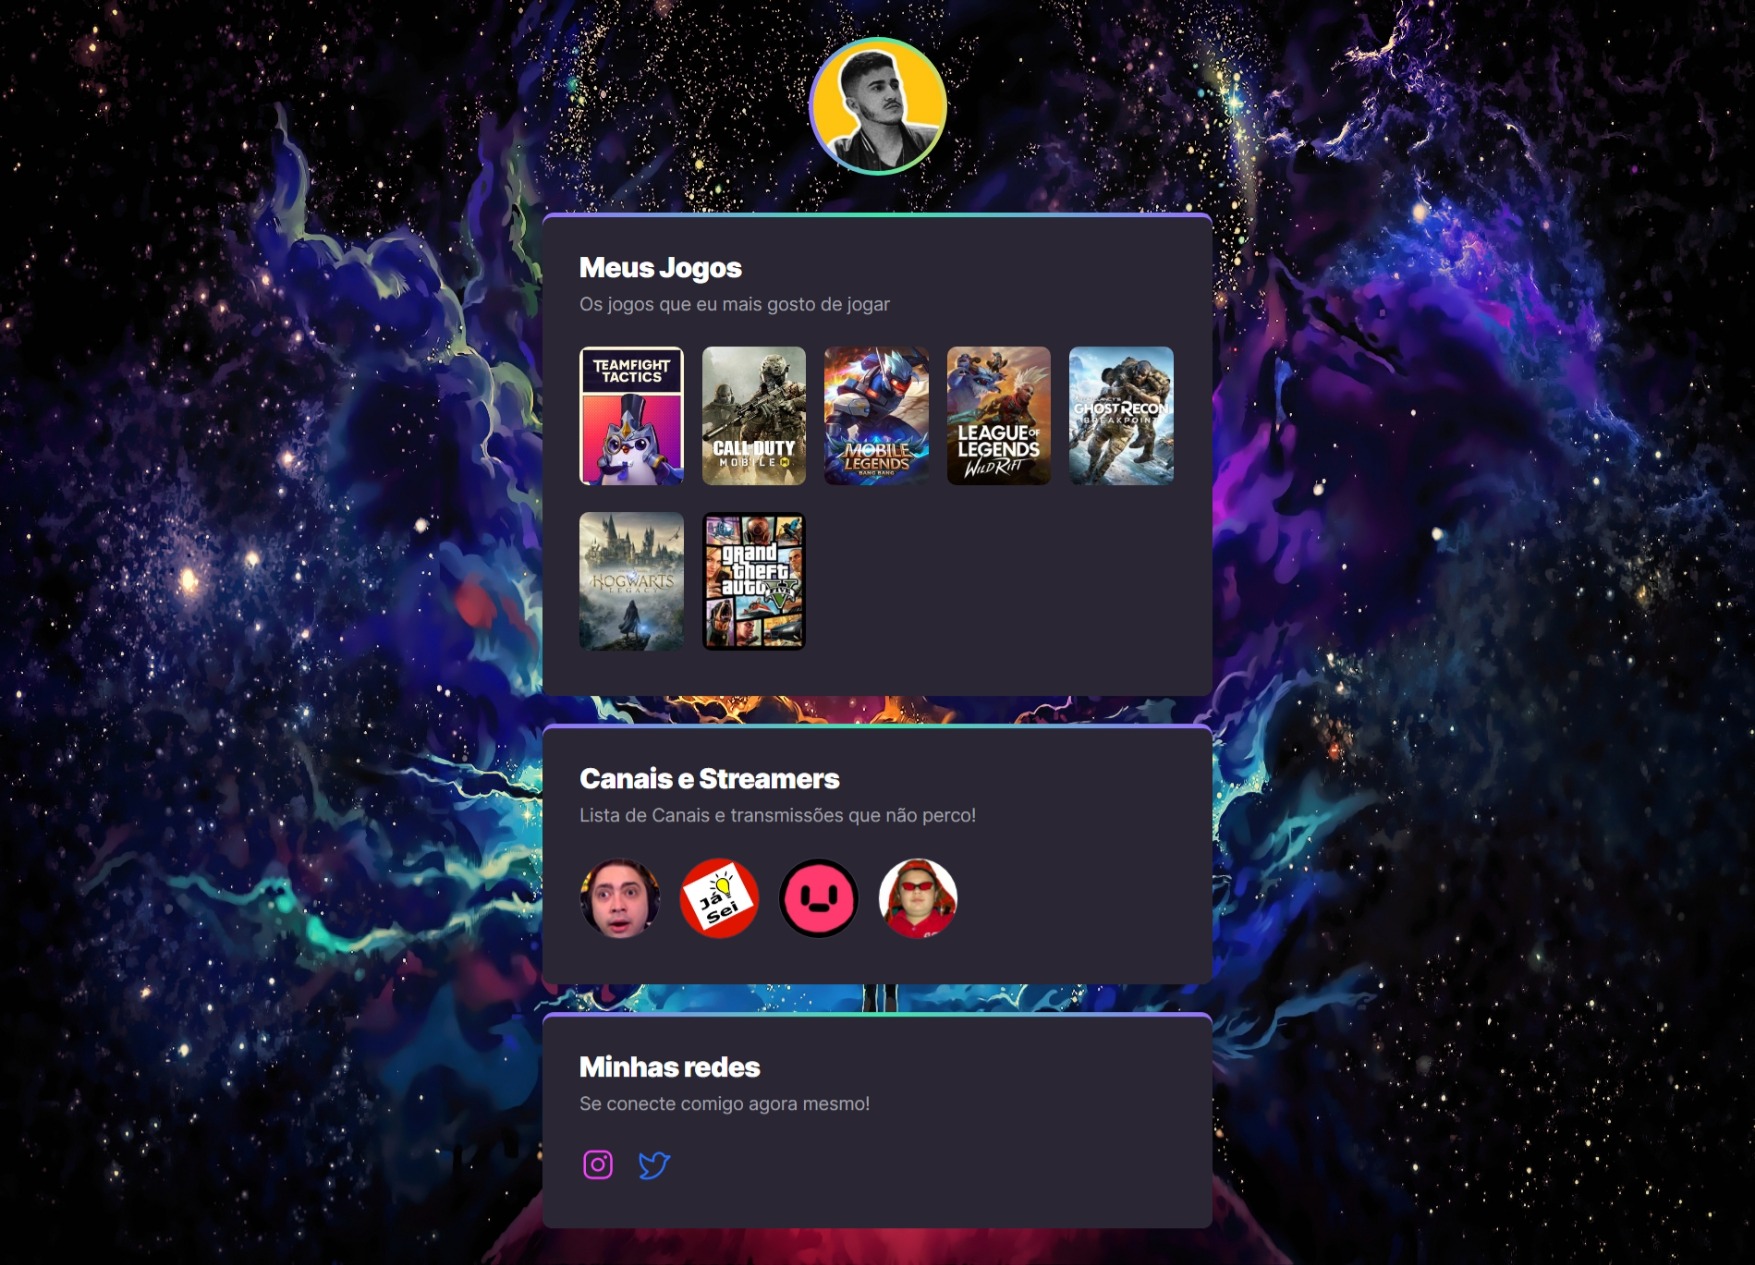 Meus Jogos
Os jogos que eu mais gosto de jogar
TEAMFIGHT
TACTICS
CALL OF DUTY
MOBILE
MOBILE
LEGENDS
BANG BANG
LEAGUE OF
LEGENDS
WILD RIFT
GHOST RECON
BREAKPOINT
HOGWARTS
LEGACY
grand
theft
auto
V
FIVE
Canais e Streamers
Lista de Canais e transmissões que não perco!
Já
Sei
Minhas redes
Se conecte comigo agora mesmo!